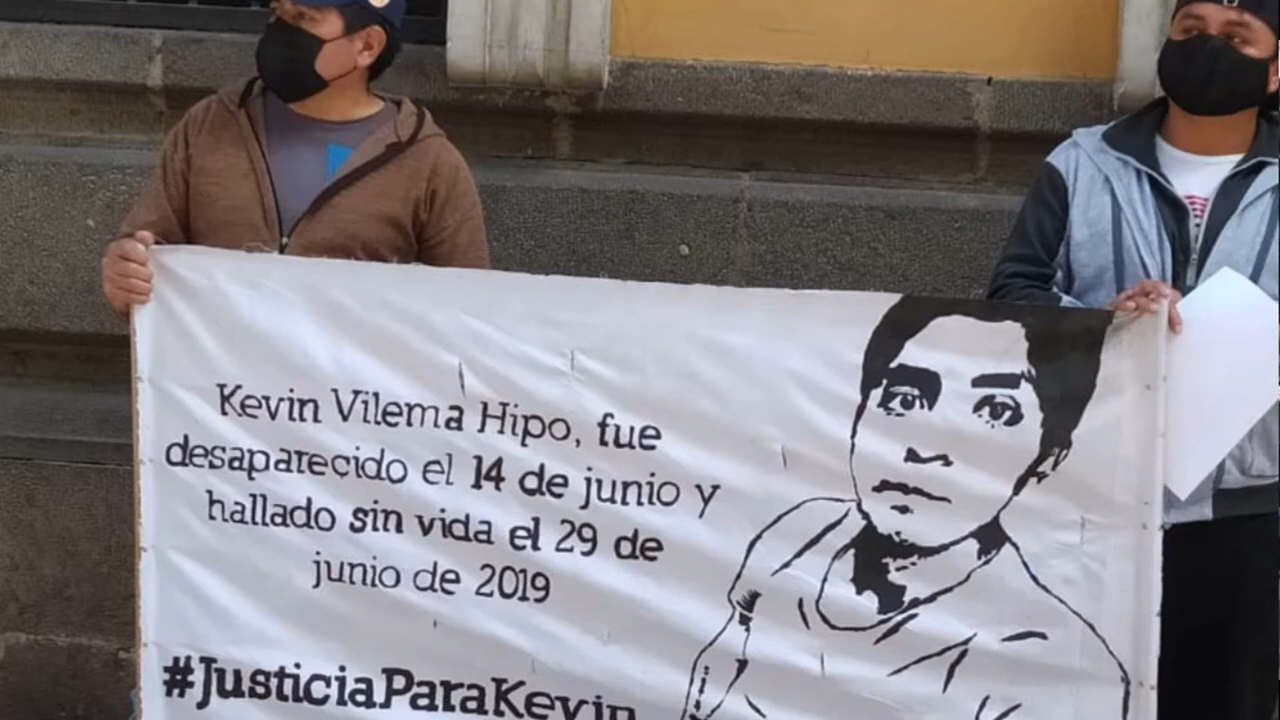 Kevin Vilema Hipo, fue
desaparecido el 14 de junio y
hallado sin vida el 29 de
junio de 2019
#JusticiaParaKevin